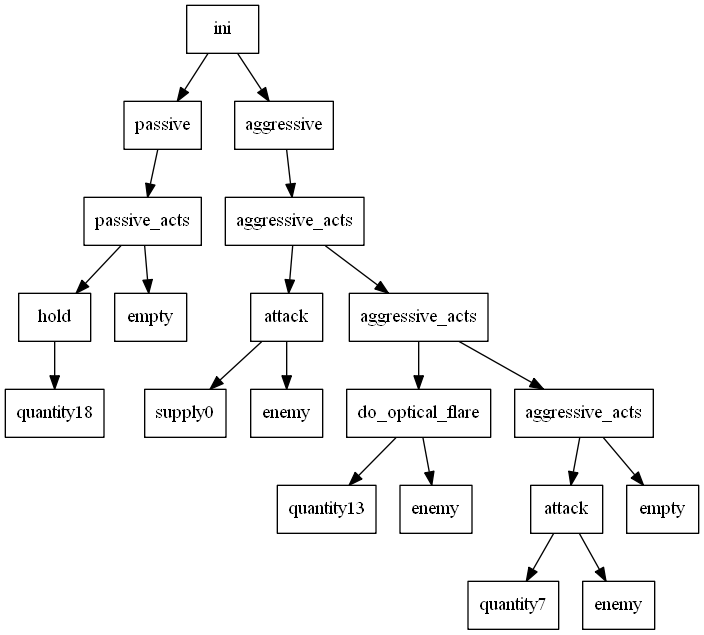 ini
passive
aggressive
passive_acts
aggressive_acts
hold
empty
attack
aggressive_acts
quantity18
supply0
enemy
do_optical_flare
aggressive_acts
quantity13
enemy
attack
empty
quantity7
enemy